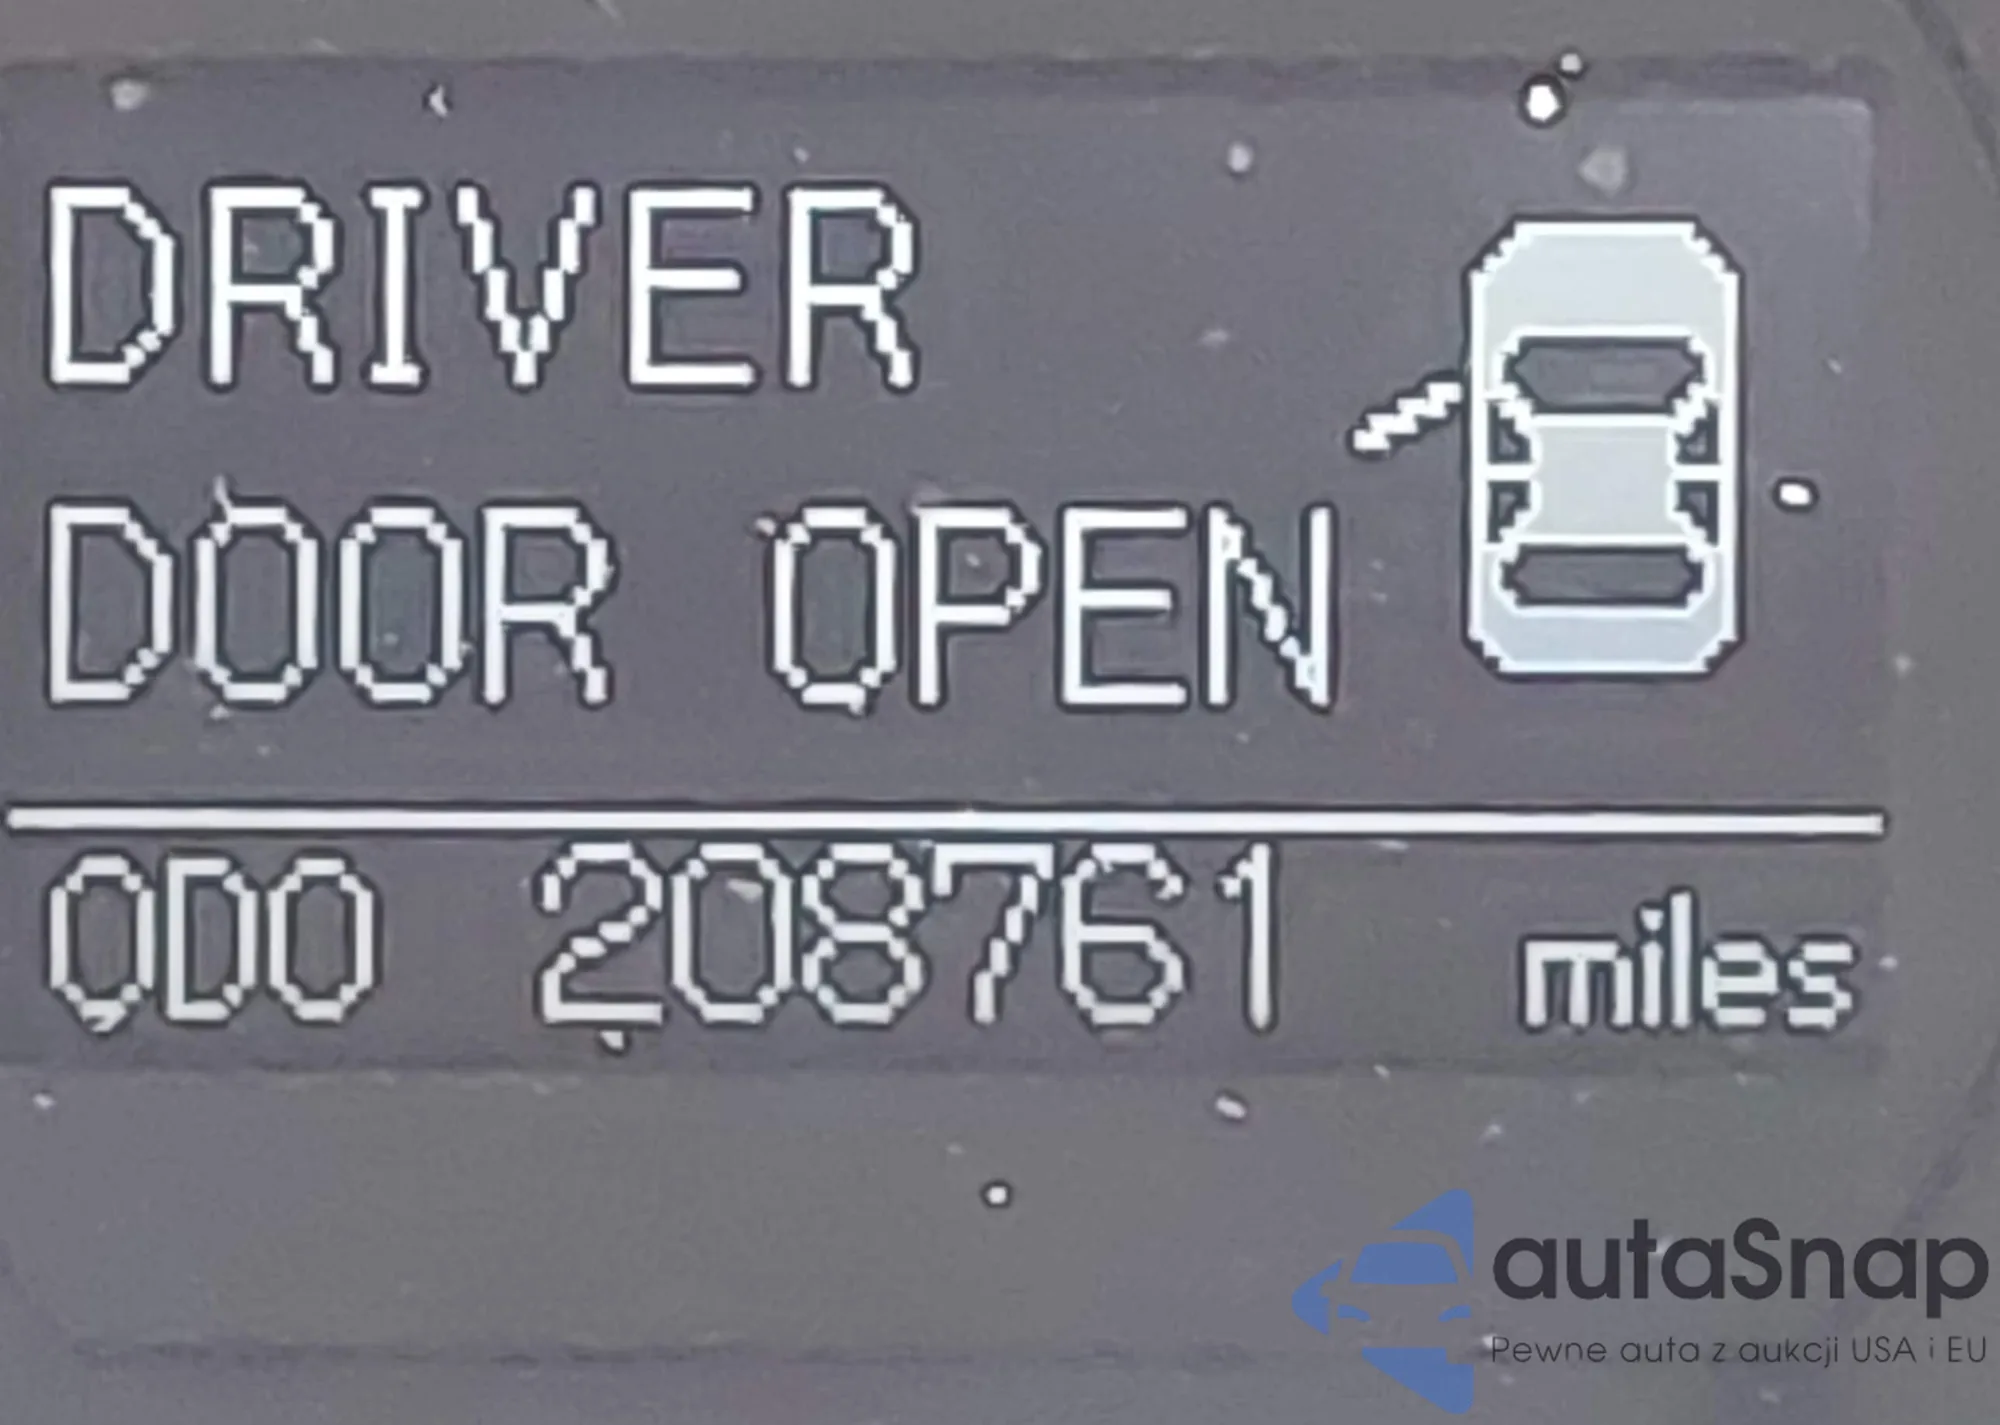 DRIVER
DOOR OPEN
ODO 208761 miles
autaSnap
Pewne auta z aukcji USA i EU